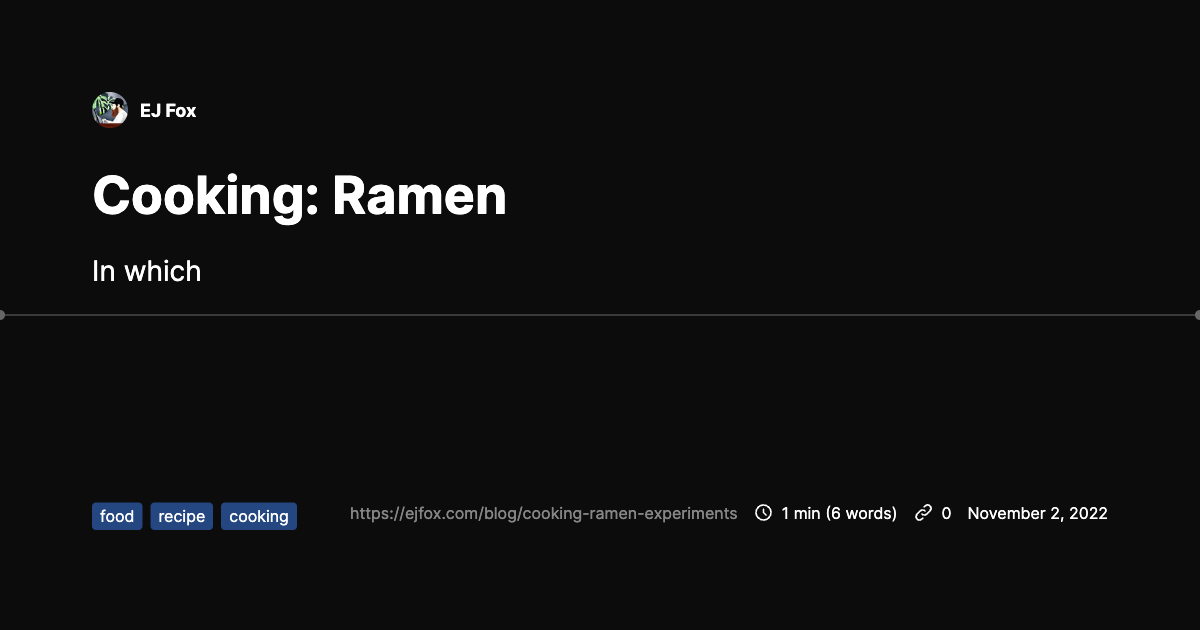 EJ Fox
Cooking: Ramen
In which
food recipe cooking https://ejfox.com/blog/cooking-ramen-experiments 1 min (6 words) 0 November 2, 2022